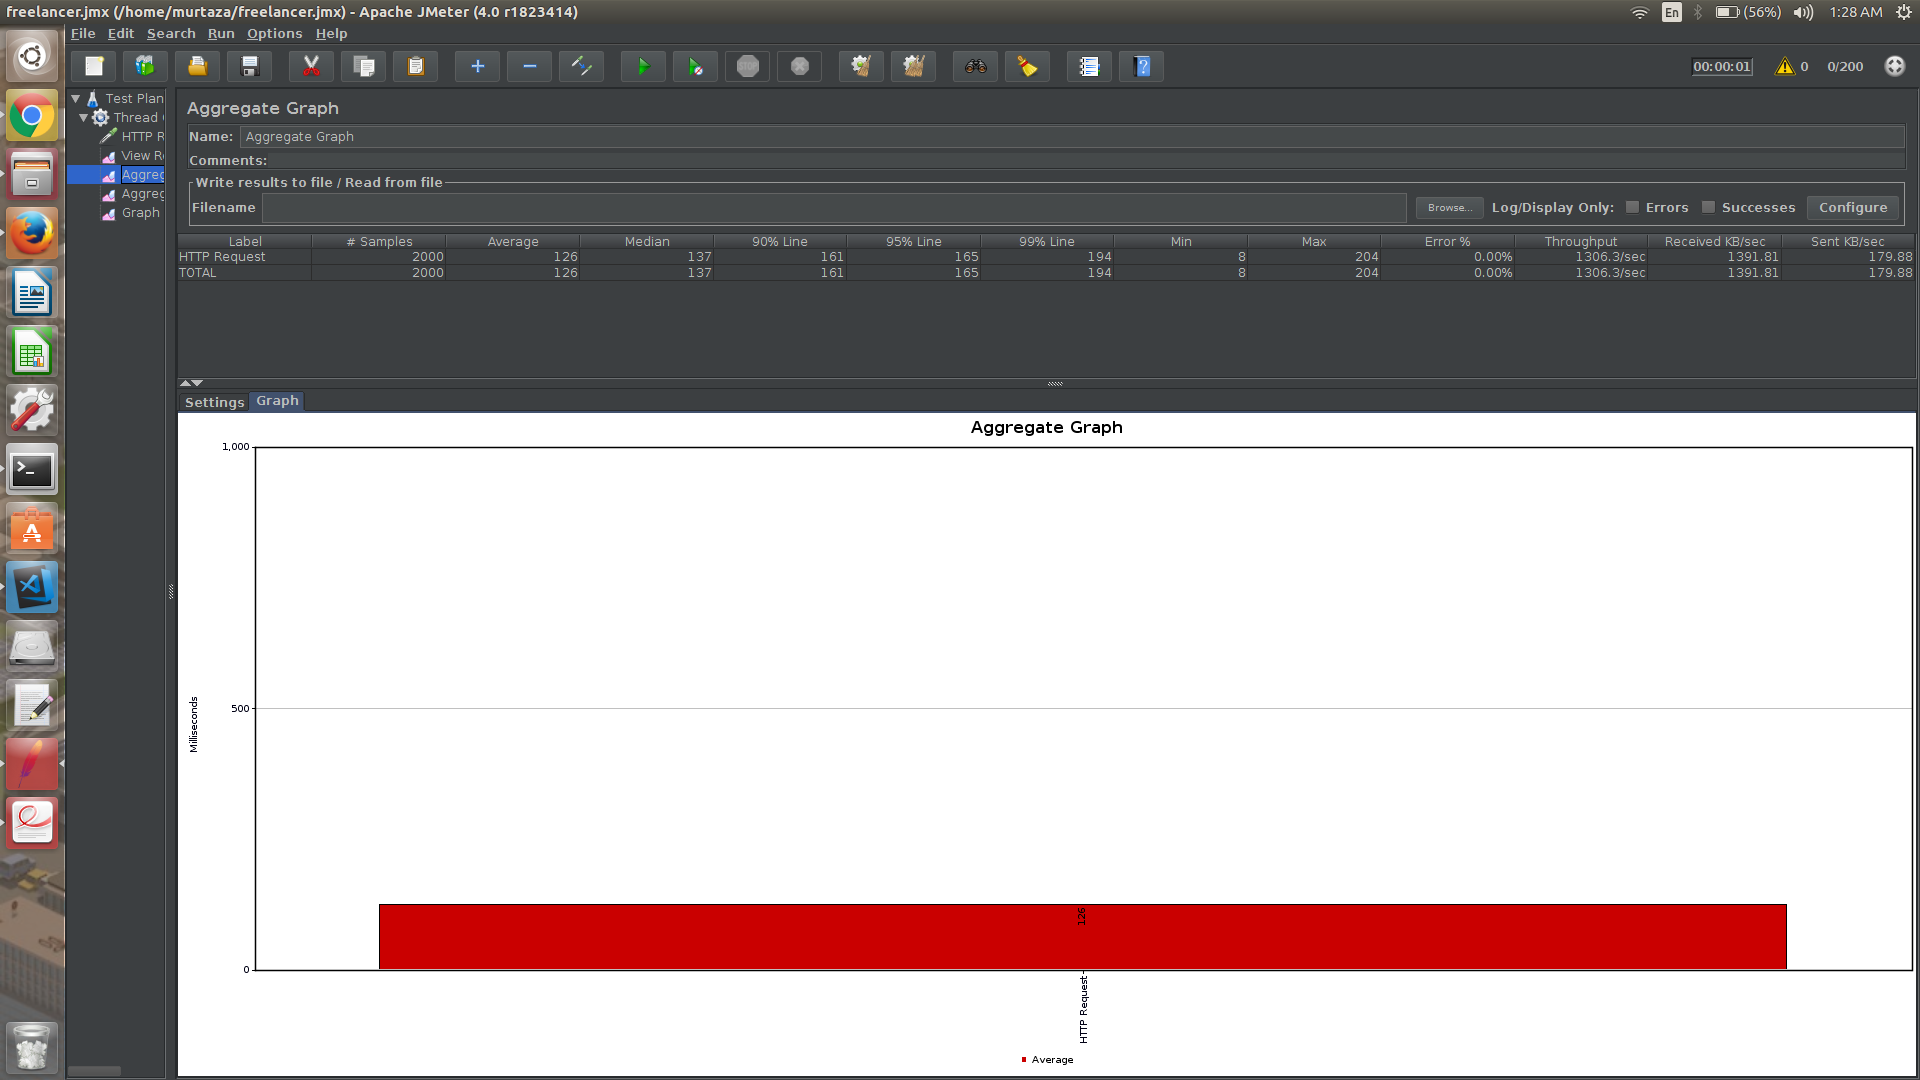 freelancer.jmx (/home/murtaza/freelancer.jmx) - Apache JMeter (4.0 r1823414)
En (56%) 1:28 AM
File Edit Search Run Options Help
00:00:01 0 0/200
Test Plan
Thread
HTTP R
View Re
Aggreg
Aggreg
Graph
Aggregate Graph
Name: Aggregate Graph
Comments:
Write results to file / Read from file
Filename Browse... Log/Display Only: Errors Successes Configure
Label # Samples Average Median 90% Line 95% Line 99% Line Min Max Error % Throughput Received KB/sec Sent KB/sec
HTTP Request 2000 126 137 161 165 194 8 204 0.00% 1306.3/sec 1391.81 179.88
TOTAL 2000 126 137 161 165 194 8 204 0.00% 1306.3/sec 1391.81 179.88
Settings Graph
Aggregate Graph
1,000
500
0
Milliseconds
126
HTTP Request
Average